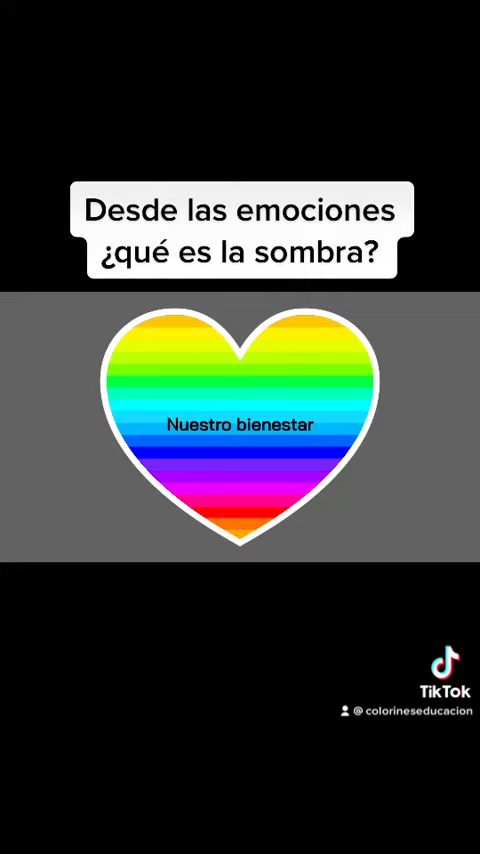 Desde las emociones
¿qué es la sombra?
Nuestro bienestar
TikTok
@ colorineseducacion